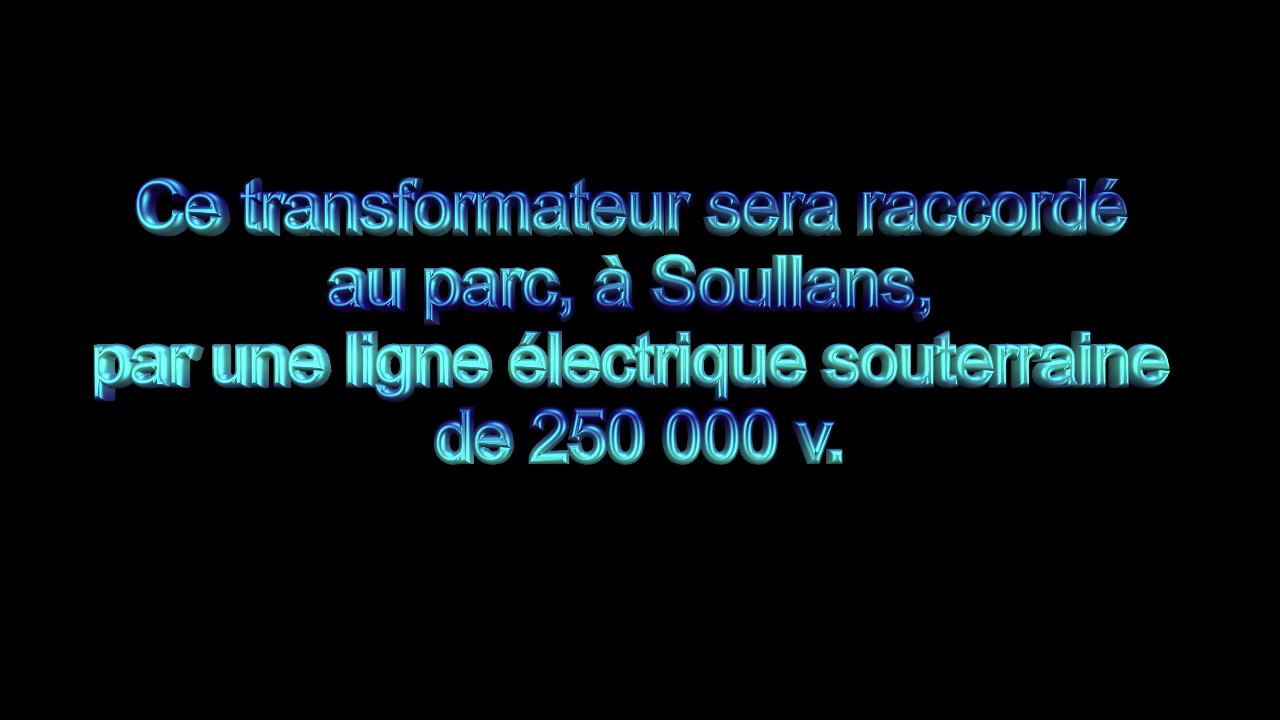 Ce transformateur sera raccordé
au parc, à Soullans,
par une ligne électrique souterraine
de 250 000 v.